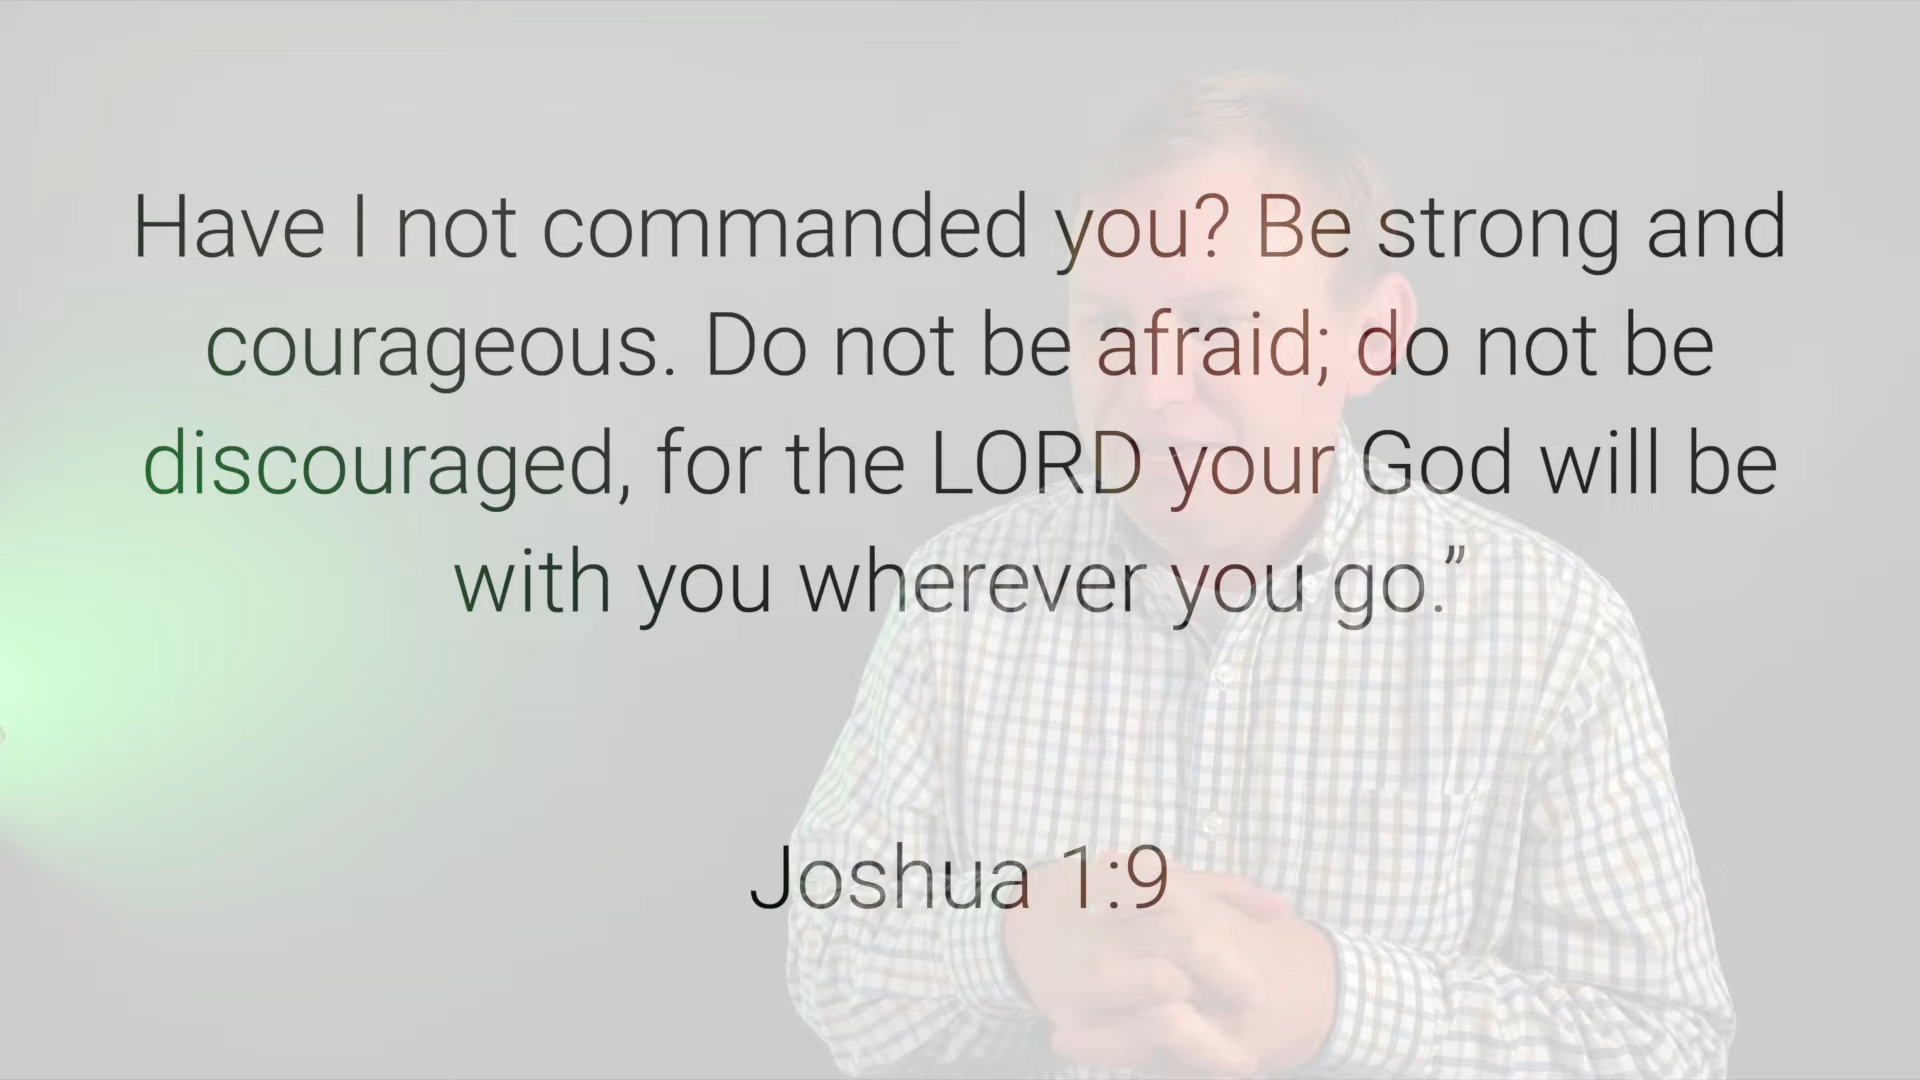 Have I not commanded you? Be strong and
courageous. Do not be afraid; do not be
discouraged, for the LORD your God will be
with you wherever you go.”
Joshua 1:9